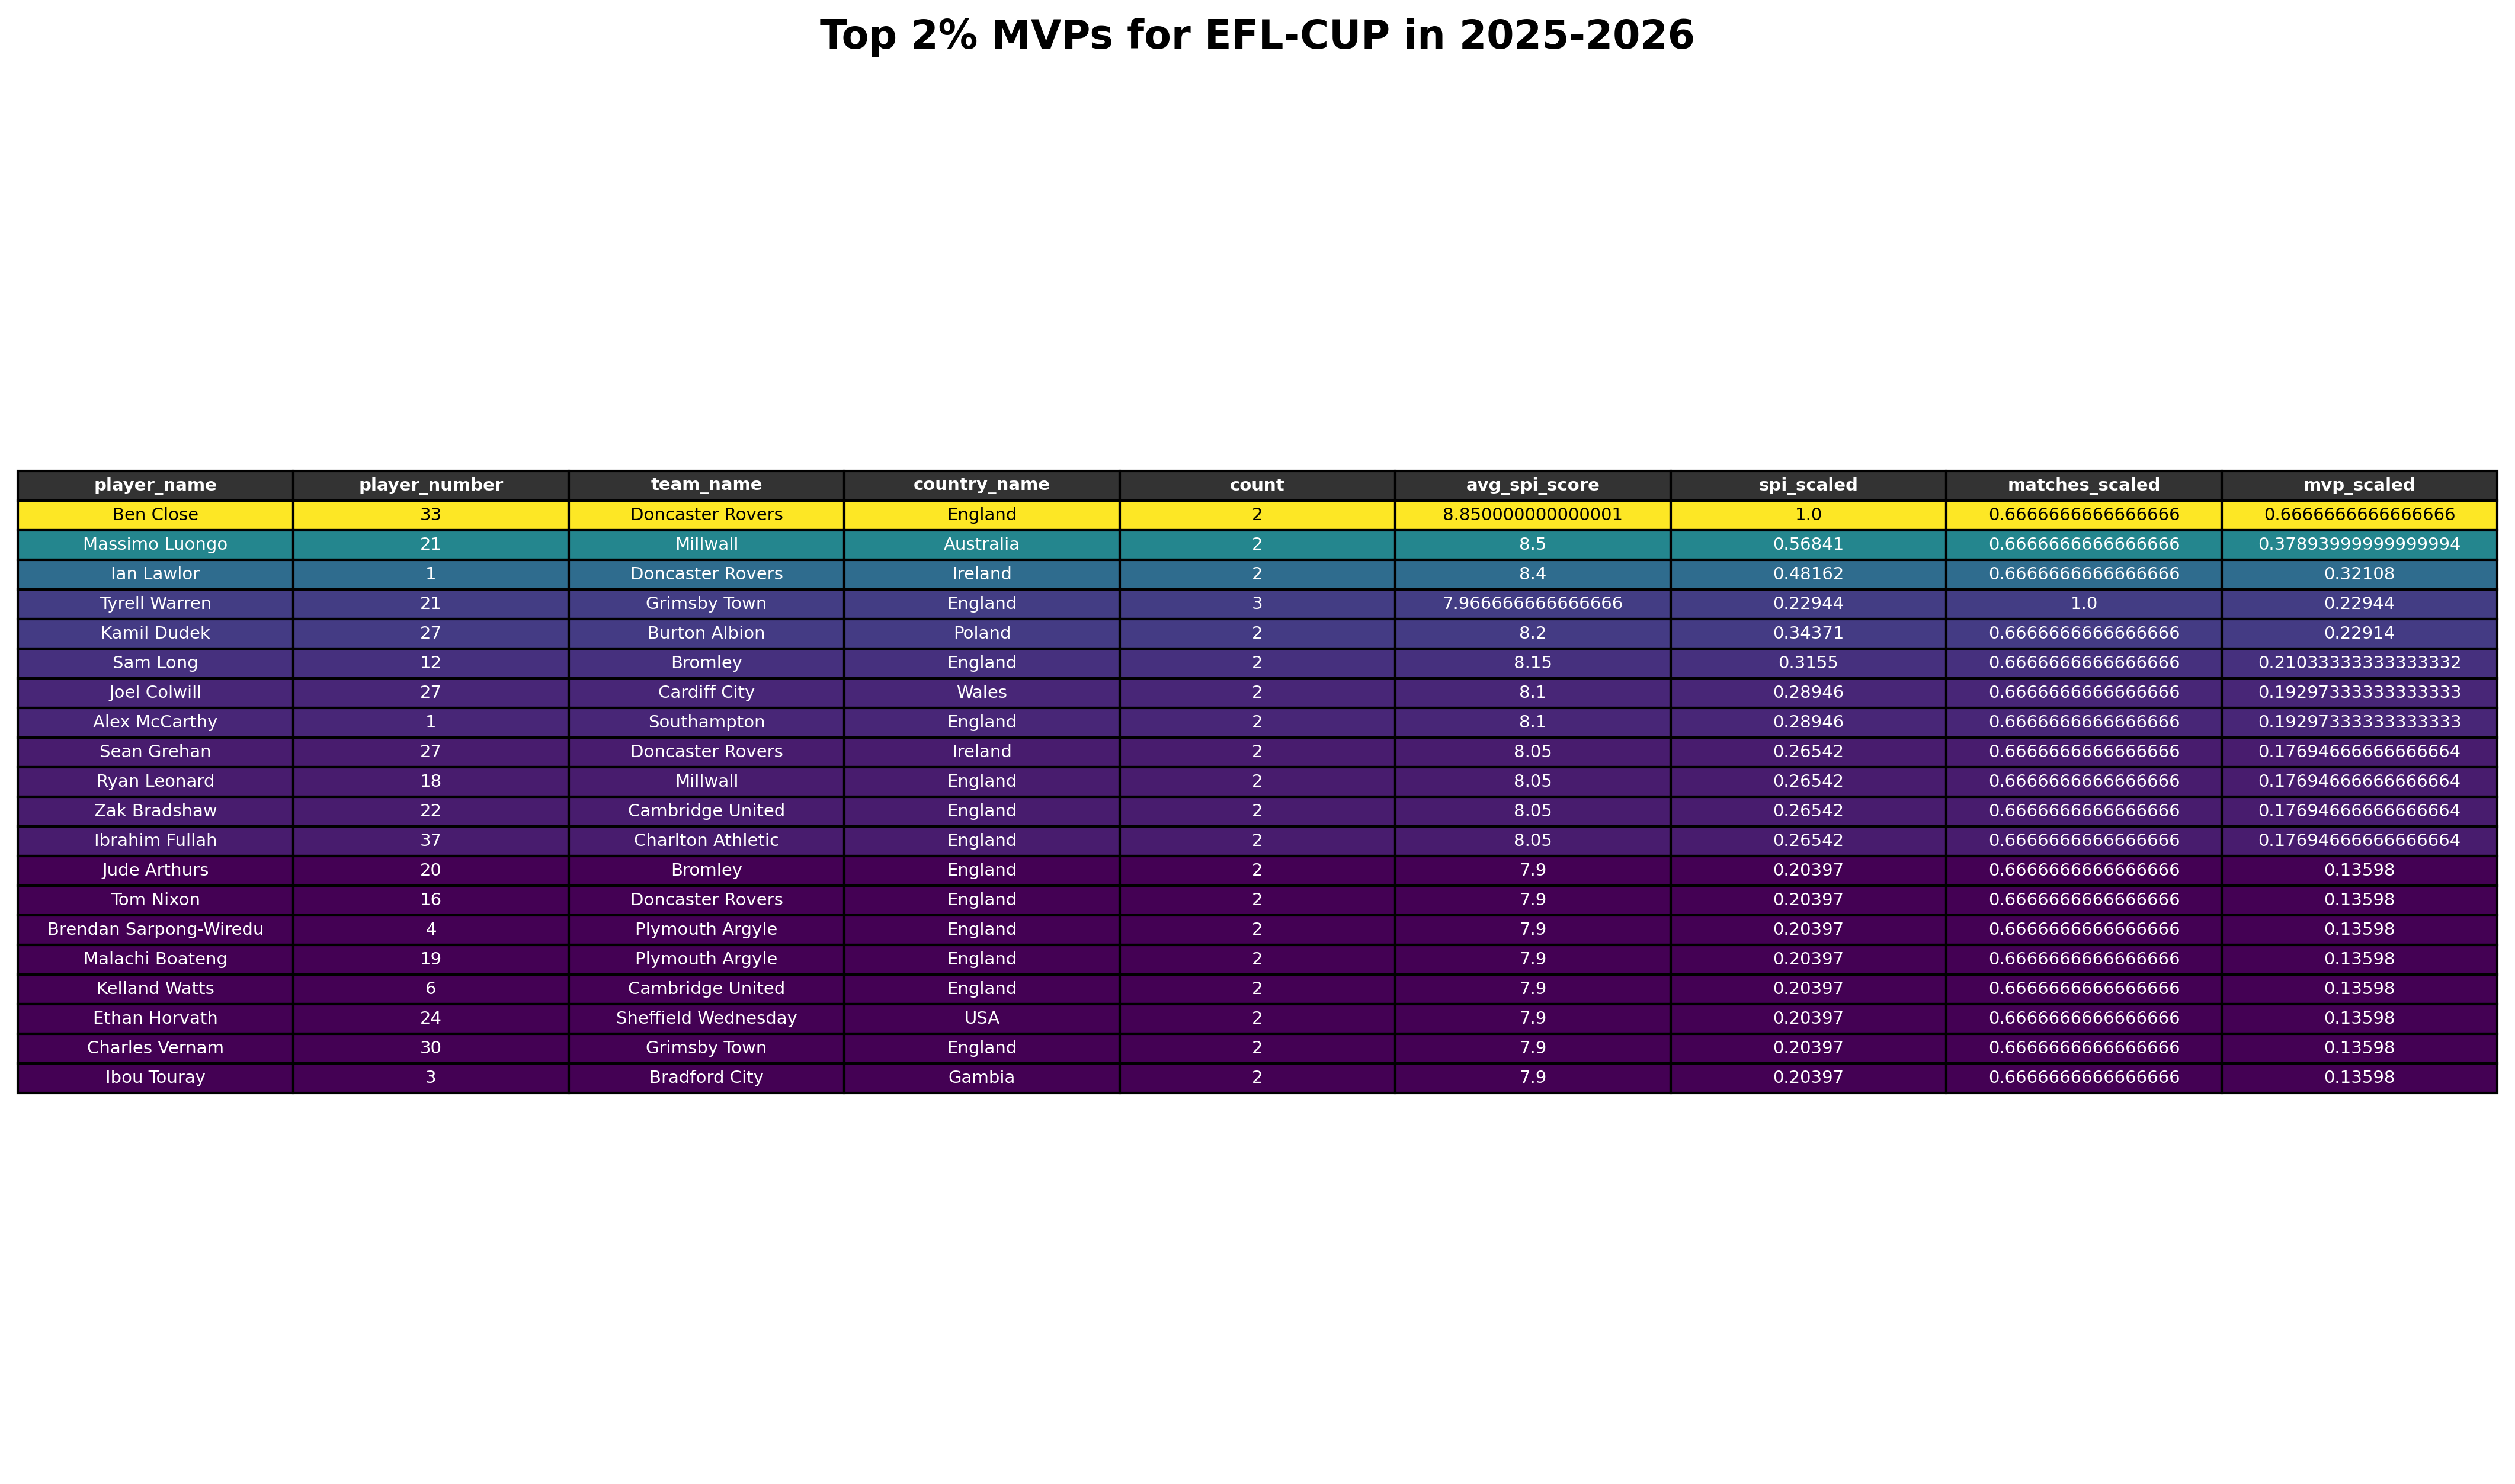 Top 2% MVPs for EFL-CUP in 2025-2026
player_name player_number team_name country_name count avg_spi_score spi_scaled matches_scaled mvp_scaled
Ben Close 33 Doncaster Rovers England 2 8.850000000000001 1.0 0.6666666666666666 0.6666666666666666
Massimo Luongo 21 Millwall Australia 2 8.5 0.56841 0.6666666666666666 0.37893999999999994
Ian Lawlor 1 Doncaster Rovers Ireland 2 8.4 0.48162 0.6666666666666666 0.32108
Tyrell Warren 21 Grimsby Town England 3 7.966666666666666 0.22944 1.0 0.22944
Kamil Dudek 27 Burton Albion Poland 2 8.2 0.34371 0.6666666666666666 0.22914
Sam Long 12 Bromley England 2 8.15 0.3155 0.6666666666666666 0.21033333333333332
Joel Colwill 27 Cardiff City Wales 2 8.1 0.28946 0.6666666666666666 0.19297333333333333
Alex McCarthy 1 Southampton England 2 8.1 0.28946 0.6666666666666666 0.19297333333333333
Sean Grehan 27 Doncaster Rovers Ireland 2 8.05 0.26542 0.6666666666666666 0.17694666666666664
Ryan Leonard 18 Millwall England 2 8.05 0.26542 0.6666666666666666 0.17694666666666664
Zak Bradshaw 22 Cambridge United England 2 8.05 0.26542 0.6666666666666666 0.17694666666666664
Ibrahim Fullah 37 Charlton Athletic England 2 8.05 0.26542 0.6666666666666666 0.17694666666666664
Jude Arthurs 20 Bromley England 2 7.9 0.20397 0.6666666666666666 0.13598
Tom Nixon 16 Doncaster Rovers England 2 7.9 0.20397 0.6666666666666666 0.13598
Brendan Sarpong-Wiredu 4 Plymouth Argyle England 2 7.9 0.20397 0.6666666666666666 0.13598
Malachi Boateng 19 Plymouth Argyle England 2 7.9 0.20397 0.6666666666666666 0.13598
Kelland Watts 6 Cambridge United England 2 7.9 0.20397 0.6666666666666666 0.13598
Ethan Horvath 24 Sheffield Wednesday USA 2 7.9 0.20397 0.6666666666666666 0.13598
Charles Vernam 30 Grimsby Town England 2 7.9 0.20397 0.6666666666666666 0.13598
Ibou Touray 3 Bradford City Gambia 2 7.9 0.20397 0.6666666666666666 0.13598